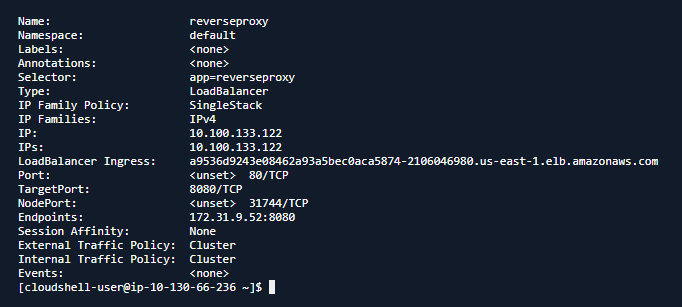 Name: reverseproxy
Namespace: default
Labels: <none>
Annotations: <none>
Selector: app=reverseproxy
Type: LoadBalancer
IP Family Policy: SingleStack
IP Families: IPv4
IP: 10.100.133.122
IPs: 10.100.133.122
LoadBalancer Ingress: a9536d9243e08462a93a5bec0aca5874-2106046980.us-east-1.elb.amazonaws.com
Port: <unset> 80/TCP
TargetPort: 8080/TCP
NodePort: <unset> 31744/TCP
Endpoints: 172.31.9.52:8080
Session Affinity: None
External Traffic Policy: Cluster
Internal Traffic Policy: Cluster
Events: <none>
[cloudshell-user@ip-10-130-66-236 ~]$